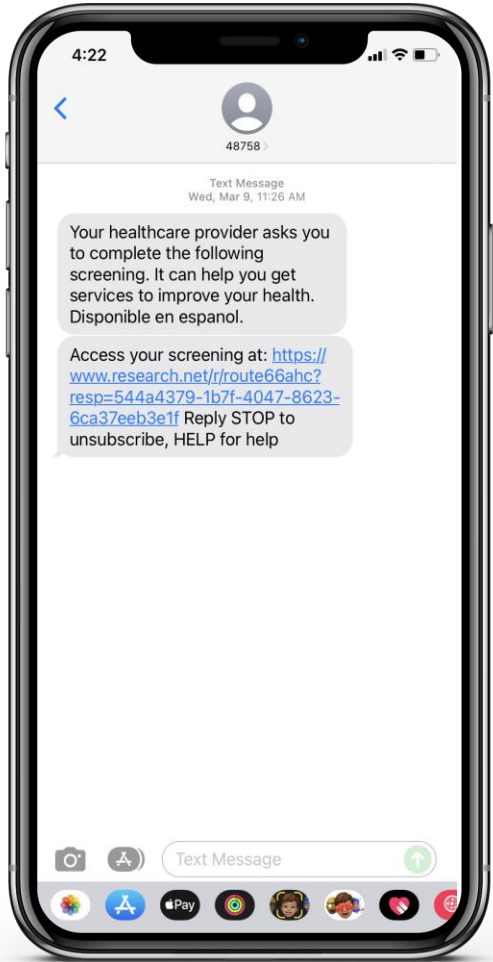 4:22
48758
Text Message
Wed, Mar 9, 11:26 AM
Your healthcare provider asks you
to complete the following
screening. It can help you get
services to improve your health.
Disponible en espanol.
Access your screening at: https://
www.research.net/r/route66ahc?
resp=544a4379-1b7f-4047-8623-
6ca37eeb3e1f Reply STOP to
unsubscribe, HELP for help
Text Message
Pay